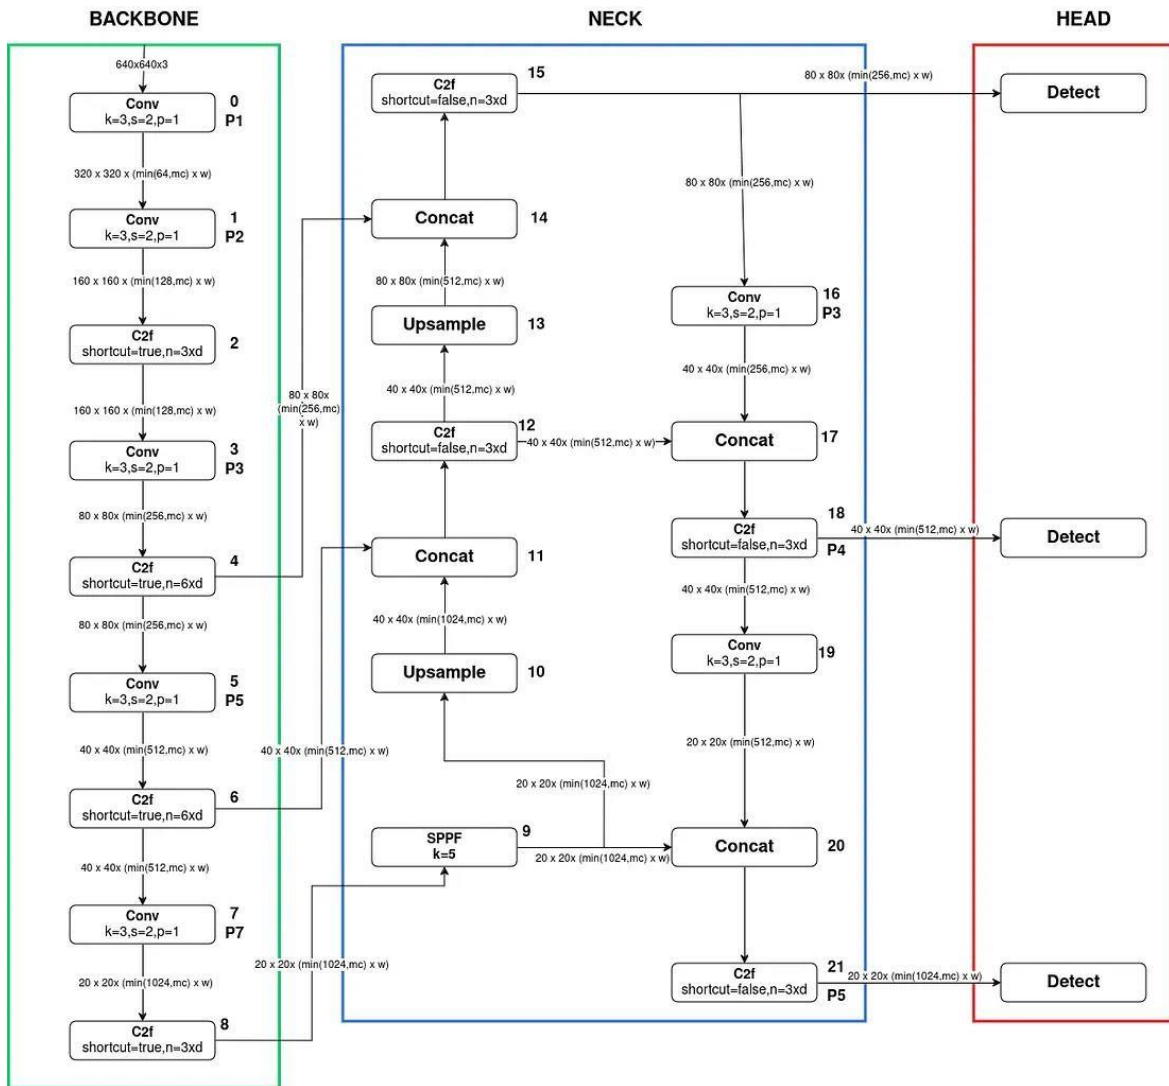 BACKBONE
NECK
HEAD
640x640x3
Conv
k=3,s=2,p=1
0
P1
320 x 320 x (min(64,mc) x w)
Conv
k=3,s=2,p=1
1
P2
160 x 160 x (min(128,mc) x w)
C2f
shortcut=true,n=3xd
2
160 x 160 x (min(128,mc) x w)
Conv
k=3,s=2,p=1
3
P3
80 x 80x (min(256,mc) x w)
C2f
shortcut=true,n=6xd
4
80 x 80x (min(256,mc) x w)
Conv
k=3,s=2,p=1
5
P5
40 x 40x (min(512,mc) x w)
C2f
shortcut=true,n=6xd
6
40 x 40x (min(512,mc) x w)
Conv
k=3,s=2,p=1
7
P7
20 x 20x (min(1024,mc) x w)
C2f
shortcut=true,n=3xd
8
80 x 80x
(min(256,mc)
x w)
40 x 40x (min(512,mc) x w)
20 x 20x (min(1024,mc) x w)
C2f
shortcut=false,n=3xd
15
Concat
14
80 x 80x (min(512,mc) x w)
Upsample
13
40 x 40x (min(512,mc) x w)
C2f
shortcut=false,n=3xd
12
40 x 40x (min(512,mc) x w)
Concat
11
40 x 40x (min(1024,mc) x w)
Upsample
10
20 x 20x (min(1024,mc) x w)
SPPF
k=5
9
20 x 20x (min(1024,mc) x w)
80 x 80x (min(256,mc) x w)
80 x 80x (min(256,mc) x w)
Conv
k=3,s=2,p=1
16
P3
40 x 40x (min(256,mc) x w)
Concat
17
C2f
shortcut=false,n=3xd
18
P4
40 x 40x (min(512,mc) x w)
40 x 40x (min(512,mc) x w)
Conv
k=3,s=2,p=1
19
20 x 20x (min(512,mc) x w)
Concat
20
C2f
shortcut=false,n=3xd
21
P5
20 x 20x (min(1024,mc) x w)
Detect
Detect
Detect